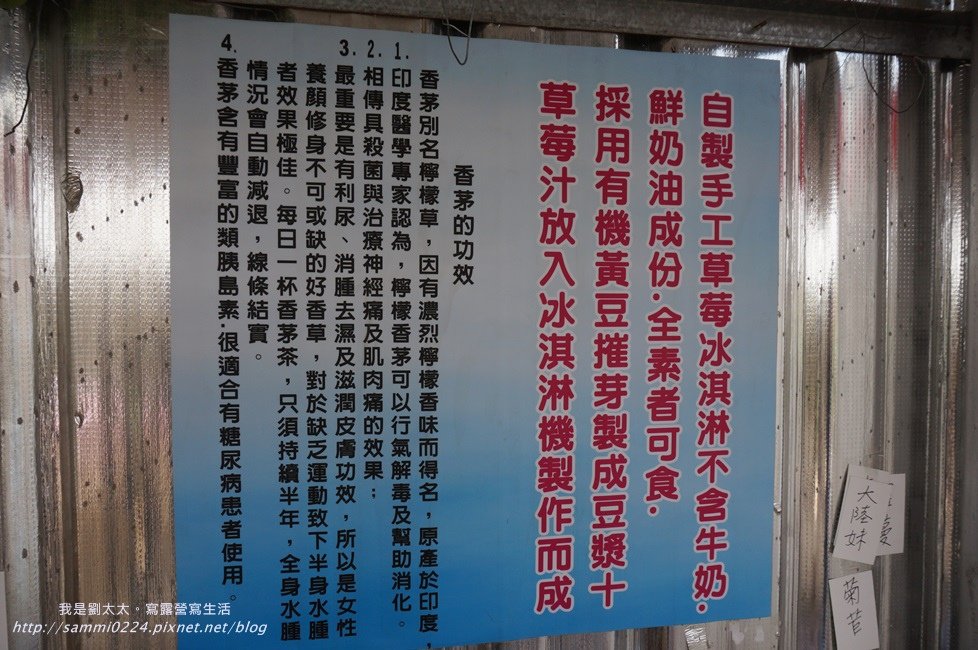 自製手工草莓冰淇淋不含牛奶.
鮮奶油成份.全素者可食.
採用有機黃豆摧芽製成豆漿十
草莓汁放入冰淇淋機製作而成
香茅的功效
香茅別名檸檬草，因有濃烈檸檬香味而得名，原產於印度，
1.印度醫學專家認為，檸檬香茅可以行氣解毒及幫助消化。
2.相傳具殺菌與治療神經痛及肌肉痛的效果；
3.最重要是有利尿、消腫去濕及滋潤皮膚功效，所以是女性
養顏修身不可或缺的好香草，對於缺乏運動致下半身水腫
者效果極佳。每日一杯香茅茶，只須持續半年，全身水腫
情況會自動減退，線條結實。
4.香茅含有豐富的類胰島素.很適合有糖尿病患者使用。
大陸妹
菊苣
我是劉太太。寫露營寫生活
http://sammi0224.pixnet.net/blog